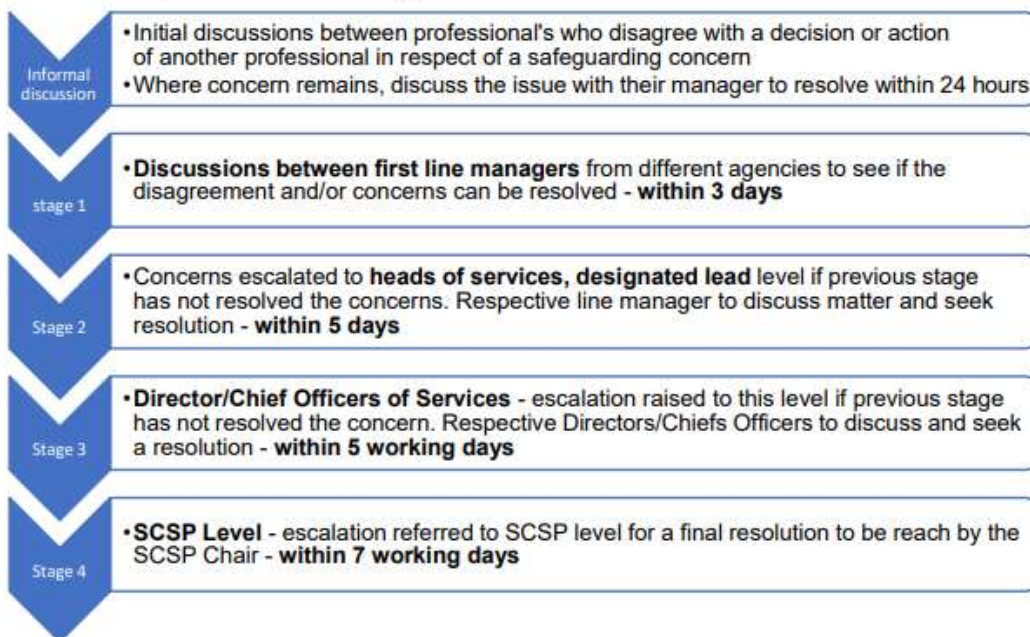 Informal
discussion
•Initial discussions between professional's who disagree with a decision or action
of another professional in respect of a safeguarding concern
•Where concern remains, discuss the issue with their manager to resolve within 24 hours
stage 1
•Discussions between first line managers from different agencies to see if the
disagreement and/or concerns can be resolved - within 3 days
Stage 2
•Concerns escalated to heads of services, designated lead level if previous stage
has not resolved the concerns. Respective line manager to discuss matter and seek
resolution - within 5 days
Stage 3
•Director/Chief Officers of Services - escalation raised to this level if previous stage
has not resolved the concern. Respective Directors/Chiefs Officers to discuss and seek
a resolution - within 5 working days
Stage 4
•SCSP Level - escalation referred to SCSP level for a final resolution to be reach by the
SCSP Chair - within 7 working days